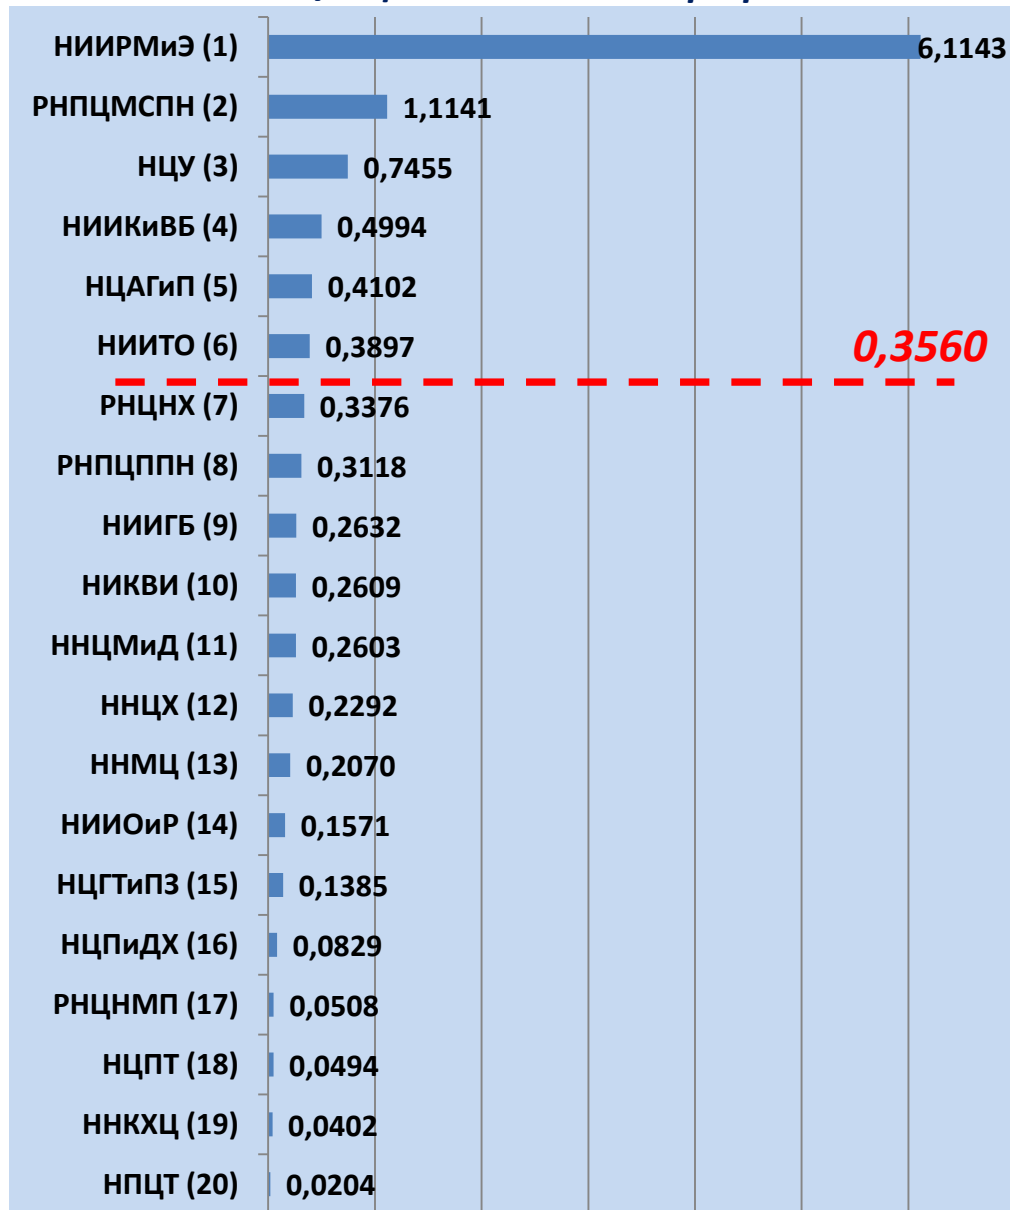 НИИРМиЭ (1) 6,1143
РНПЦМСПН (2) 1,1141
НЦУ (3) 0,7455
НИИКиВБ (4) 0,4994
НЦАГиП (5) 0,4102
НИИТО (6) 0,3897
0,3560
РНЦНХ (7) 0,3376
РНПЦППН (8) 0,3118
НИИГБ (9) 0,2632
НИКВИ (10) 0,2609
ННЦМиД (11) 0,2603
ННЦХ (12) 0,2292
ННМЦ (13) 0,2070
НИИОиР (14) 0,1571
НЦГТиПЗ (15) 0,1385
НЦПиДХ (16) 0,0829
РНЦНМП (17) 0,0508
НЦПТ (18) 0,0494
ННКХЦ (19) 0,0402
НПЦТ (20) 0,0204